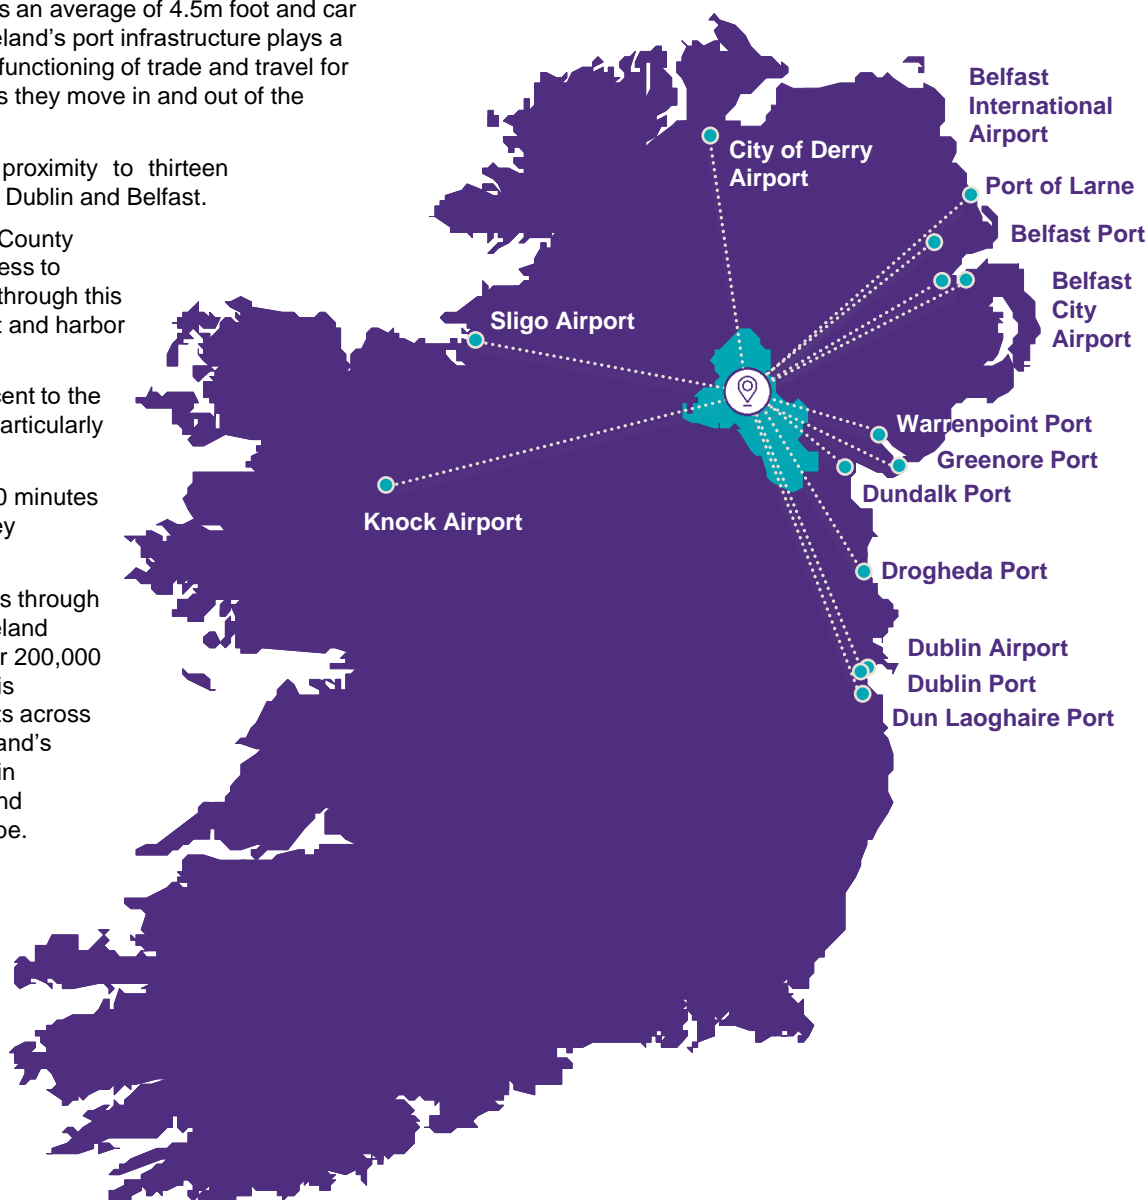 s an average of 4.5m foot and car
eland's port infrastructure plays a
functioning of trade and travel for
s they move in and out of the
proximity to thirteen
Dublin and Belfast.
County
ess to
through this
t and harbor
cent to the
articularly
0 minutes
ey
s through
eland
r 200,000
is
ts across
and's
in
nd
oe.
Belfast
International
Airport
City of Derry
Airport
Port of Larne
Belfast Port
Belfast
City
Airport
Sligo Airport
Warrenpoint Port
Greenore Port
Dundalk Port
Knock Airport
Drogheda Port
Dublin Airport
Dublin Port
Dun Laoghaire Port